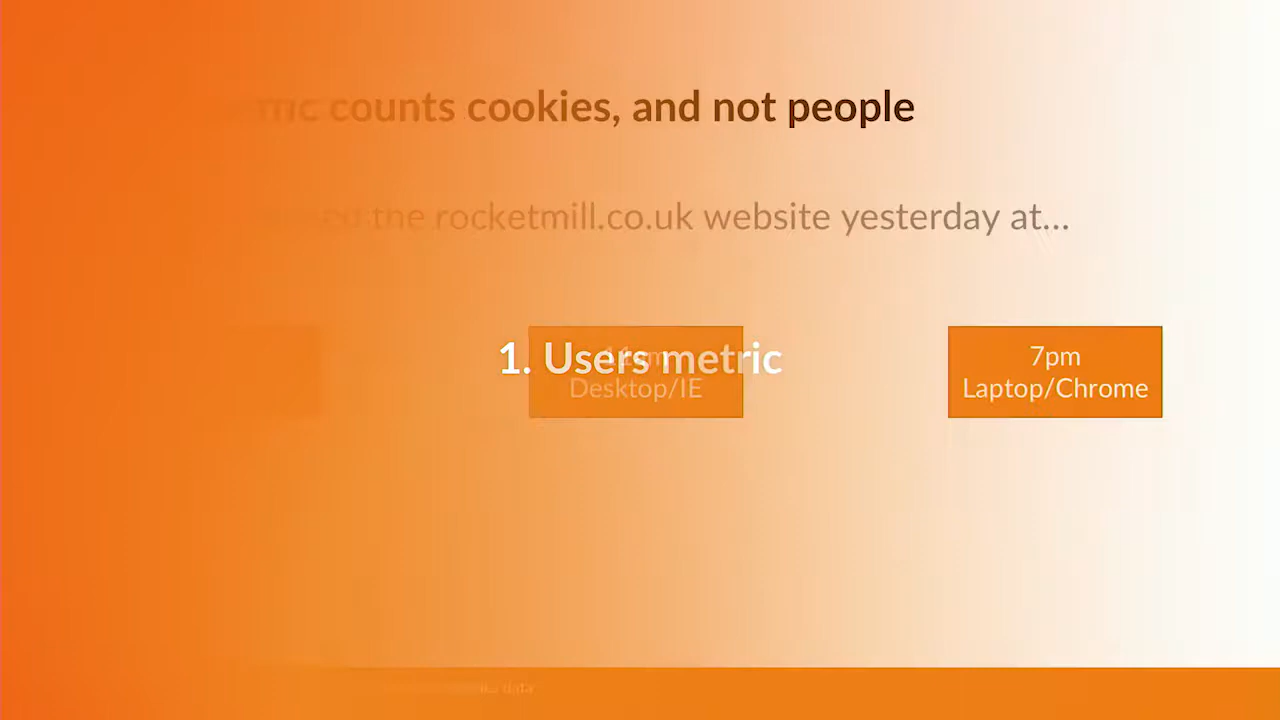 counts cookies, and not people
the rocketmill.co.uk website yesterday at...
1. Users metric
Desktop/IE
7pm
Laptop/Chrome
data